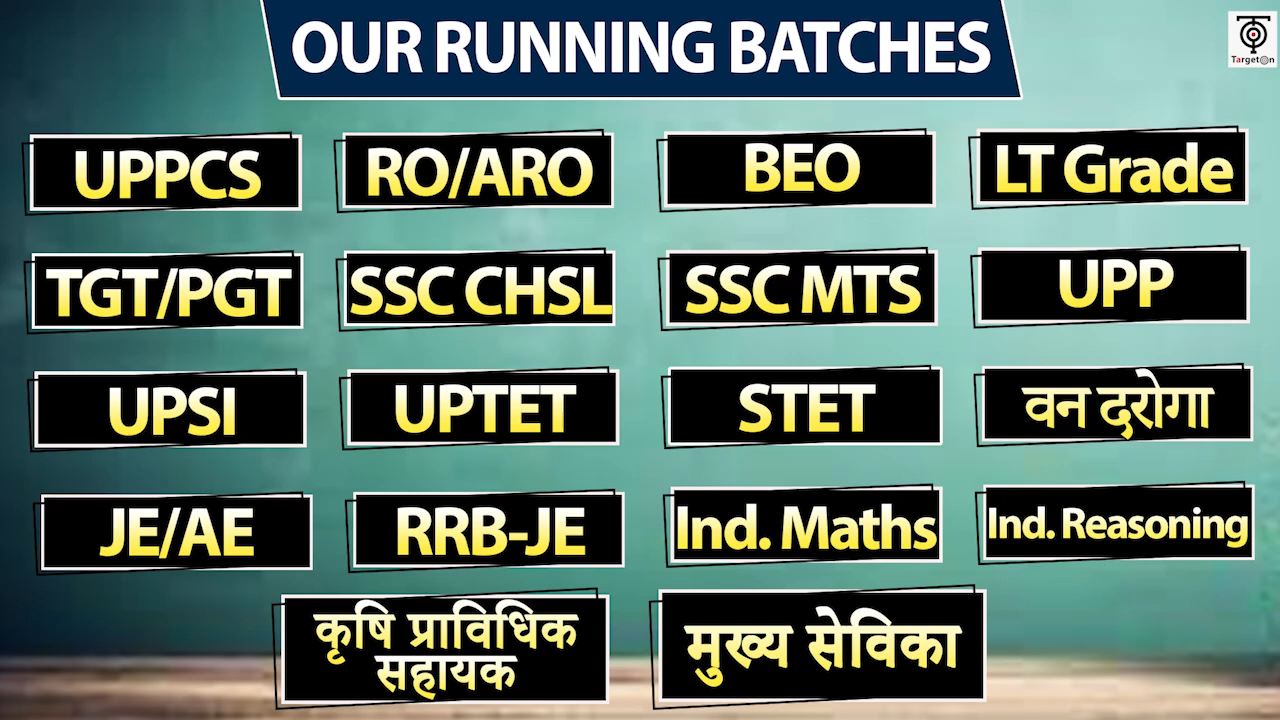 OUR RUNNING BATCHES
TargetOn
UPPCS
RO/ARO
BEO
LT Grade
TGT/PGT
SSC CHSL
SSC MTS
UPP
UPSI
UPTET
STET
वन दरोगा
JE/AE
RRB-JE
Ind. Maths
Ind. Reasoning
कृषि प्राविधिक
सहायक
मुख्य सेविका